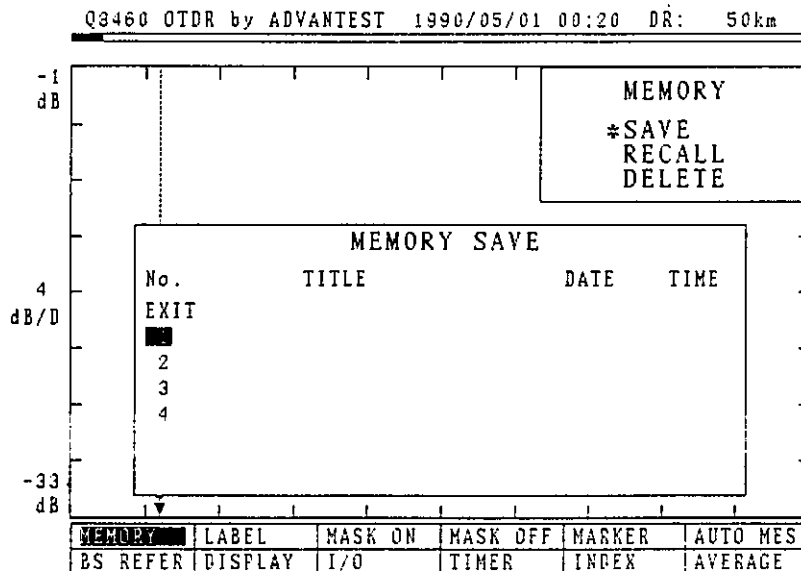 Q8460 OTDR by ADVANTEST 1990/05/01 00:20 DR: 50km
-1
dB
MEMORY
*SAVE
RECALL
DELETE
MEMORY SAVE
No. TITLE DATE TIME
4
dB/D
EXIT
1
2
3
4
-33
dB
MEMORY LABEL MASK ON MASK OFF MARKER AUTO MES
BS REFER DISPLAY I/O TIMER INDEX AVERAGE